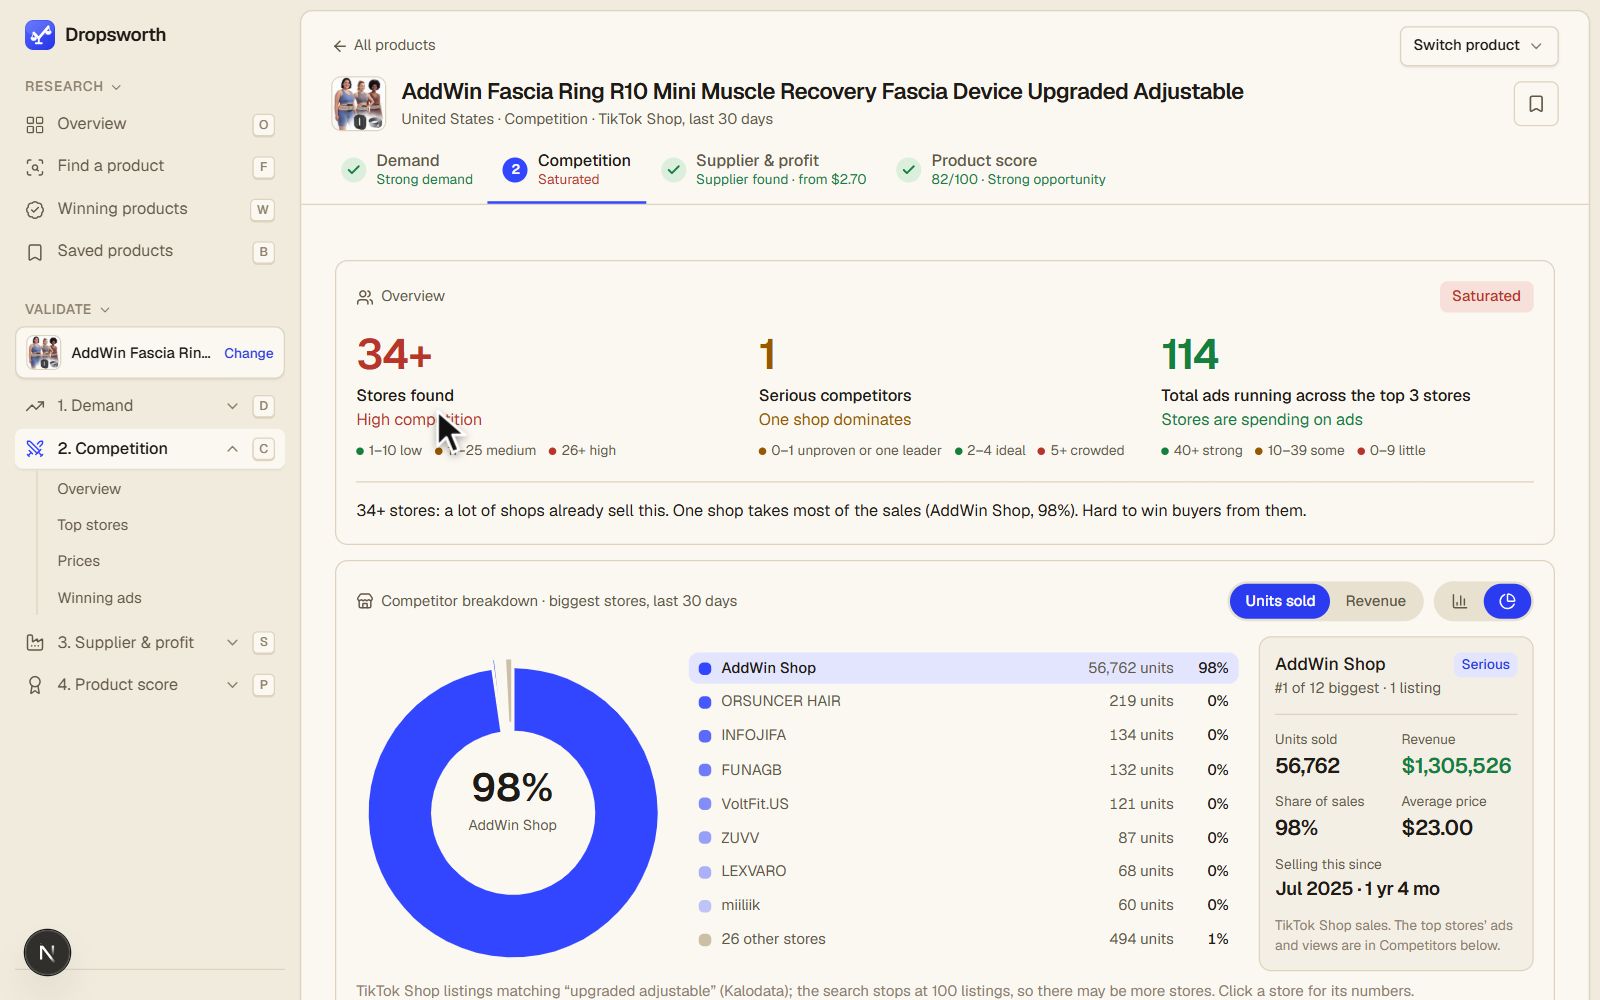 Dropsworth
RESEARCH
Overview O
Find a product F
Winning products W
Saved products B
VALIDATE
AddWin Fascia Rin... Change
1. Demand D
2. Competition C
Overview
Top stores
Prices
Winning ads
3. Supplier & profit S
4. Product score P
N
All products
Switch product
AddWin Fascia Ring R10 Mini Muscle Recovery Fascia Device Upgraded Adjustable
United States · Competition · TikTok Shop, last 30 days
Demand
Strong demand
2 Competition
Saturated
Supplier & profit
Supplier found · from $2.70
Product score
82/100 · Strong opportunity
Overview
Saturated
34+
Stores found
High competition
1–10 low –25 medium 26+ high
1
Serious competitors
One shop dominates
0–1 unproven or one leader 2–4 ideal 5+ crowded
114
Total ads running across the top 3 stores
Stores are spending on ads
40+ strong 10–39 some 0–9 little
34+ stores: a lot of shops already sell this. One shop takes most of the sales (AddWin Shop, 98%). Hard to win buyers from them.
Competitor breakdown · biggest stores, last 30 days
Units sold Revenue
98%
AddWin Shop
AddWin Shop 56,762 units 98%
ORSUNCER HAIR 219 units 0%
INFOJIFA 134 units 0%
FUNAGB 132 units 0%
VoltFit.US 121 units 0%
ZUVV 87 units 0%
LEXVARO 68 units 0%
miiliik 60 units 0%
26 other stores 494 units 1%
AddWin Shop Serious
#1 of 12 biggest · 1 listing
Units sold Revenue
56,762 $1,305,526
Share of sales Average price
98% $23.00
Selling this since
Jul 2025 · 1 yr 4 mo
TikTok Shop sales. The top stores’ ads
and views are in Competitors below.
TikTok Shop listings matching “upgraded adjustable” (Kalodata); the search stops at 100 listings, so there may be more stores. Click a store for its numbers.